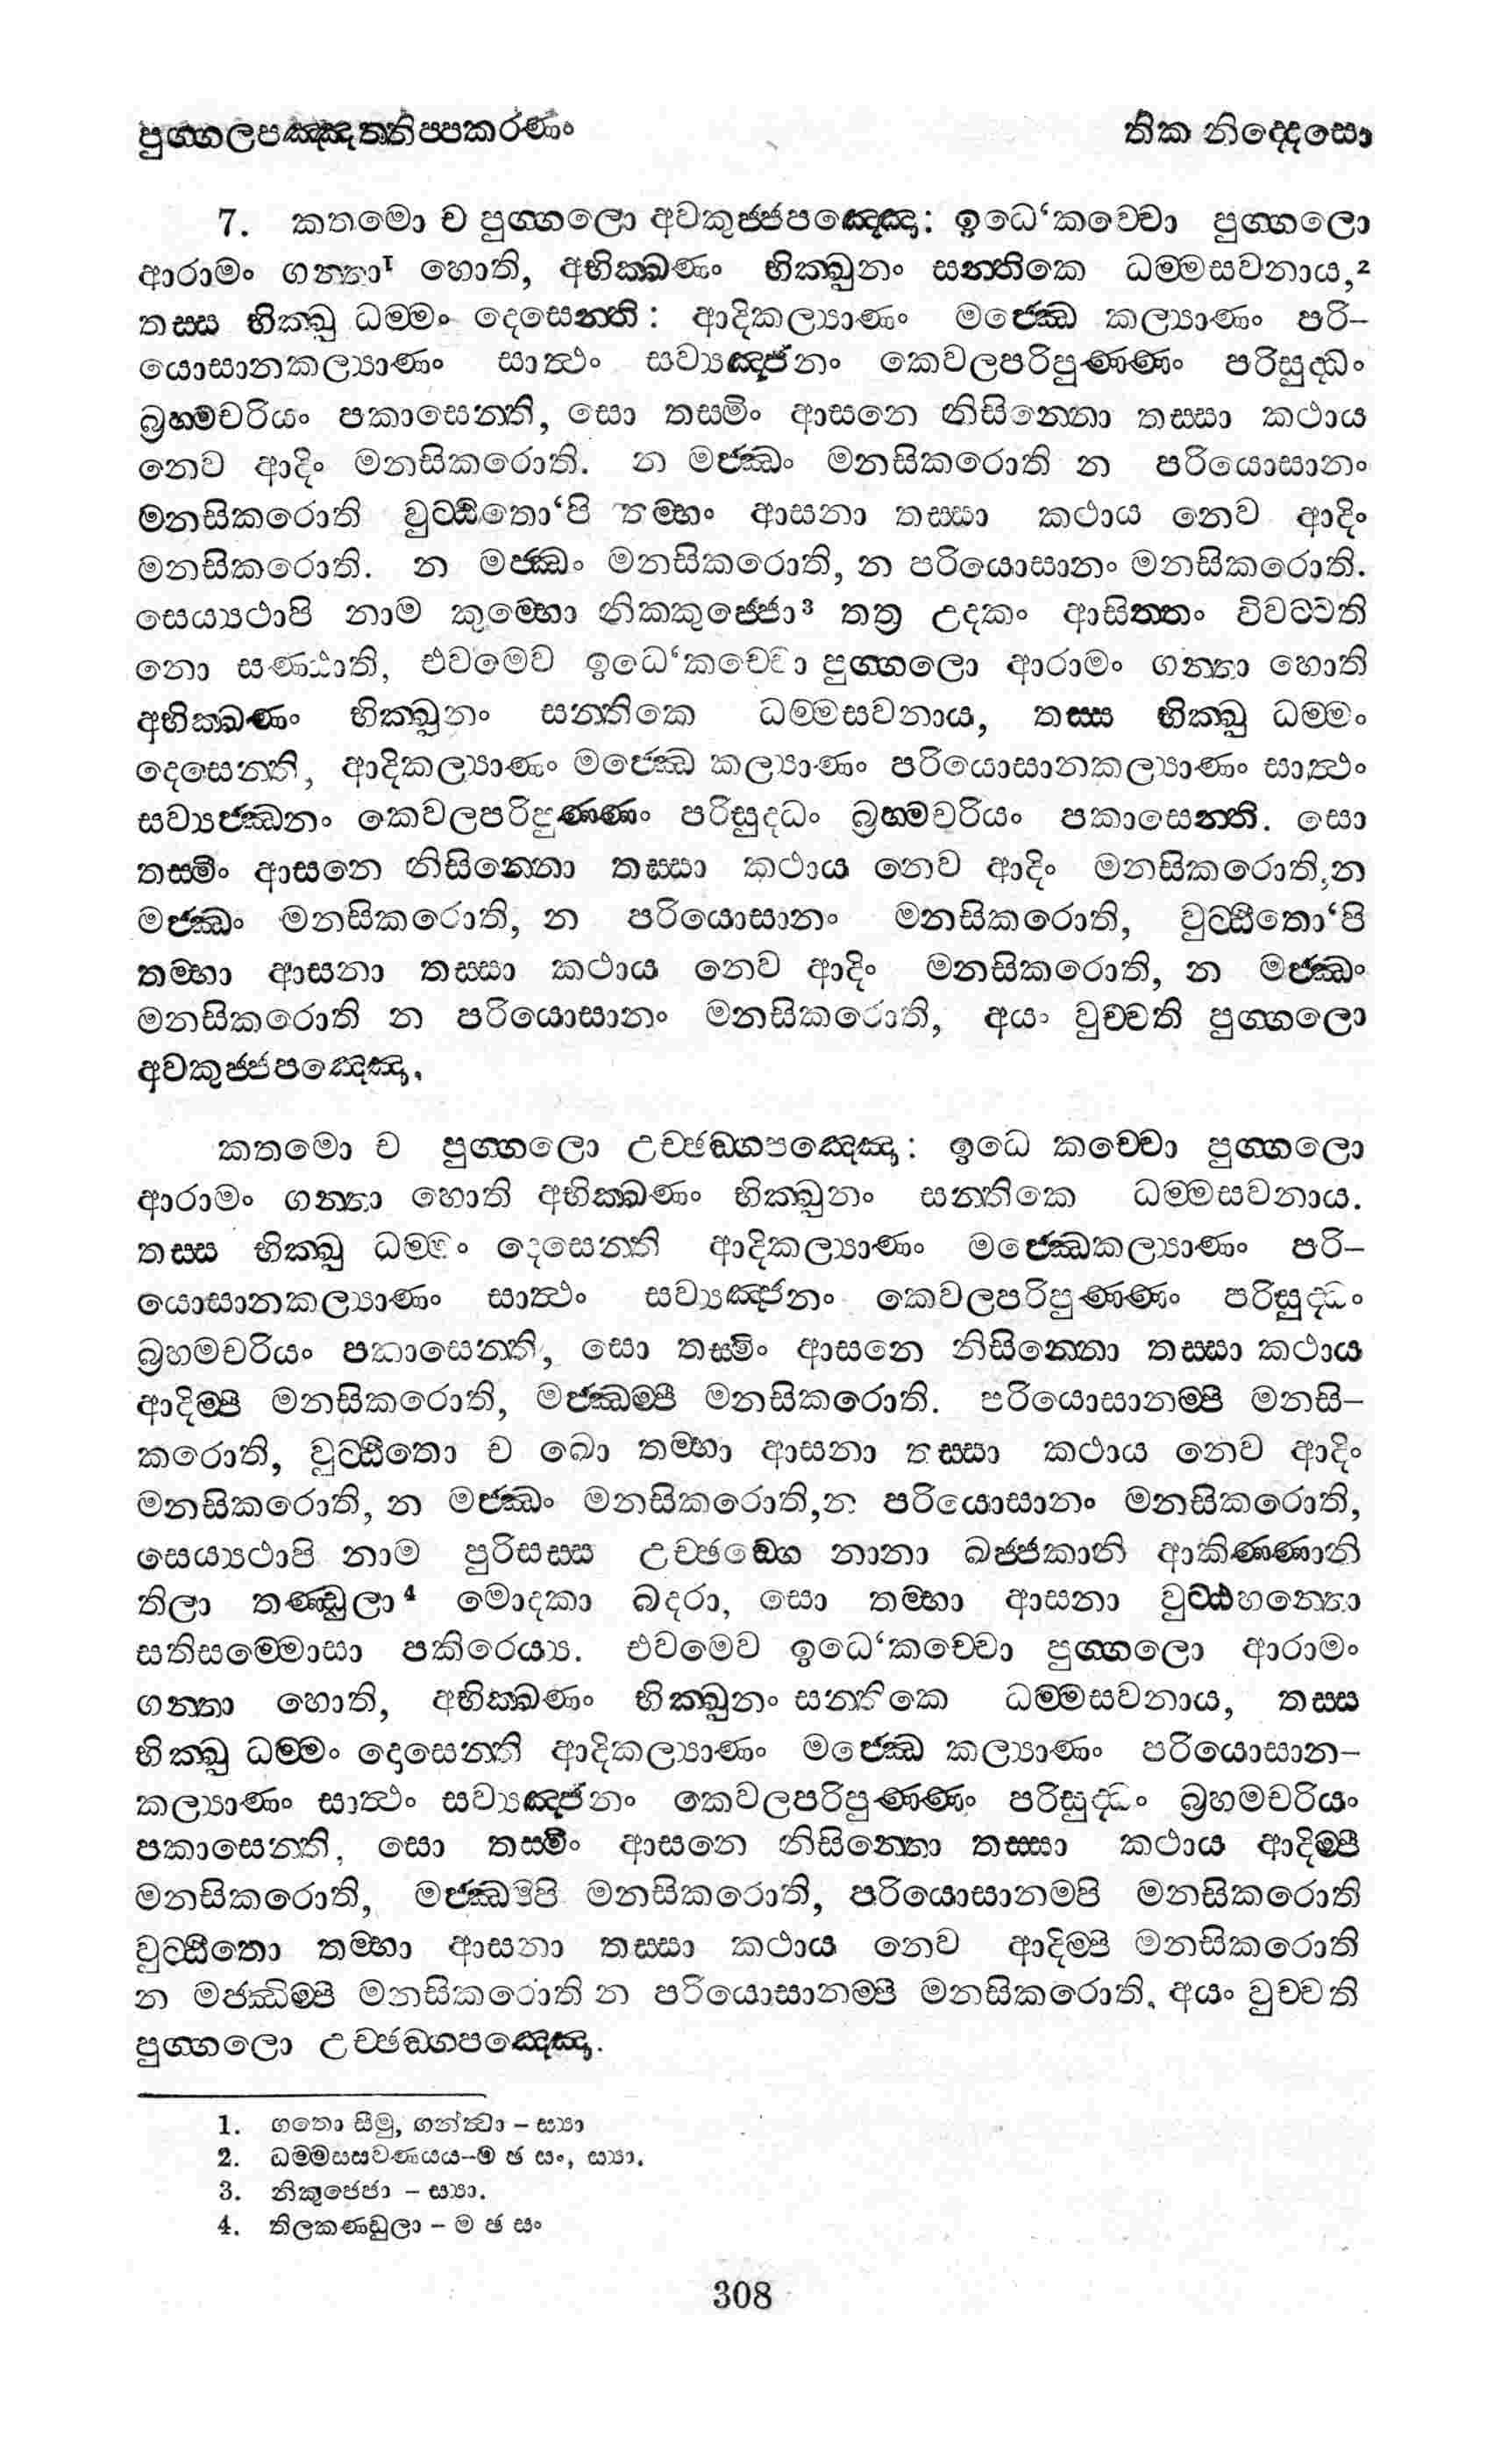 පුග්ගලපඤ්ඤත්තිප්පකරණං
තික නිද්දෙසො
7. කතමො ච පුග්ගලො අවකුජ්ජපඤ්ඤො: ඉධෙ‘කච්චො පුග්ගලො
ආරාමං ගන්තා¹ හොති, අභික්ඛණං භික්ඛූනං සන්තිකෙ ධම්මසවනාය,²
තස්ස භික්ඛූ ධම්මං දෙසෙන්ති: ආදිකල්‍යාණං මජ්ඣෙ කල්‍යාණං පරි–
යොසානකල්‍යාණං සාත්ථං සව්‍යඤ්ජනං කෙවලපරිපුණ්ණං පරිසුද්ධං
බ්‍රහ්මචරියං පකාසෙන්ති, සො තස්මිං ආසනෙ නිසින්නො තස්සා කථාය
නෙව ආදිං මනසිකරොති. න මජ්ඣං මනසිකරොති න පරියොසානං
මනසිකරොති වුට්ඨිතො‘පි තම්හං ආසනා තස්සා කථාය නෙව ආදිං
මනසිකරොති. න මජ්ඣං මනසිකරොති, න පරියොසානං මනසිකරොති.
සෙය්‍යථාපි නාම කුම්භො නික්කුජ්ජො³ තත්‍ර උදකං ආසිත්තං විවට්ටති
නො සණ්ඨාති, එවමෙව ඉධෙ‘කච්චො පුග්ගලො ආරාමං ගන්තා හොති
අභික්ඛණං භික්ඛූනං සන්තිකෙ ධම්මසවනාය, තස්ස භික්ඛූ ධම්මං
දෙසෙන්ති, ආදිකල්‍යාණං මජ්ඣෙ කල්‍යාණං පරියොසානකල්‍යාණං සාත්ථං
සව්‍යජ්ඣනං කෙවලපරිපුණ්ණං පරිසුද්ධං බ්‍රහ්මචරියං පකාසෙන්ති. සො
තස්මිං ආසනෙ නිසින්නො තස්සා කථාය නෙව ආදිං මනසිකරොති,න
මජ්ඣං මනසිකරොති, න පරියොසානං මනසිකරොති, වුට්ඨිතො‘පි
තම්හා ආසනා තස්සා කථාය නෙව ආදිං මනසිකරොති, න මජ්ඣං
මනසිකරොති න පරියොසානං මනසිකරොති, අයං වුච්චති පුග්ගලො
අවකුජ්ජපඤ්ඤො,
කතමො ච පුග්ගලො උච්ඡඞ්ගපඤ්ඤො: ඉධෙ කච්චො පුග්ගලො
ආරාමං ගන්තා හොති අභික්ඛණං භික්ඛූනං සන්තිකෙ ධම්මසවනාය.
තස්ස භික්ඛූ ධම්මං දෙසෙන්ති ආදිකල්‍යාණං මජ්ඣෙකල්‍යාණං පරි–
යොසානකල්‍යාණං සාත්ථං සව්‍යඤ්ජනං කෙවලපරිපුණ්ණං පරිසුද්ධං
බ්‍රහ්මචරියං පකාසෙන්ති, සො තස්මිං ආසනෙ නිසින්නො තස්සා කථාය
ආදිම්පි මනසිකරොති, මජ්ඣම්පි මනසිකරොති. පරියොසානම්පි මනසි–
කරොති, වුට්ඨිතො ච ඛො තම්හා ආසනා තස්සා කථාය නෙව ආදිං
මනසිකරොති, න මජ්ඣං මනසිකරොති,න පරියොසානං මනසිකරොති,
සෙය්‍යථාපි නාම පුරිසස්ස උච්ඡඞ්ගෙ නානා ඛජ්ජකානි ආකිණ්ණානි
තිලා තණ්ඩුලා⁴ මොදකා බදරා, සො තම්හා ආසනා වුට්ඨහන්තො
සතිසම්මොසා පකිරෙය්‍ය. එවමෙව ඉධෙ‘කච්චො පුග්ගලො ආරාමං
ගන්තා හොති, අභික්ඛණං භික්ඛූනං සන්තිකෙ ධම්මසවනාය, තස්ස
භික්ඛූ ධම්මං දොසෙන්ති ආදිකල්‍යාණං මජ්ඣෙ කල්‍යාණං පරියොසාන–
කල්‍යාණං සාත්ථං සව්‍යඤ්ජනං කෙවලපරිපුණ්ණං පරිසුද්ධං බ්‍රහ්මචරියං
පකාසෙන්ති, සො තස්මිං ආසනෙ නිසින්නො තස්සා කථාය ආදිම්පි
මනසිකරොති, මජ්ඣම්පි මනසිකරොති, පරියොසානම්පි මනසිකරොති
වුට්ඨිතො තම්හා ආසනා තස්සා කථාය නෙව ආදිම්පි මනසිකරොති
න මජ්ඣිම්පි මනසිකරොති න පරියොසානම්පි මනසිකරොති, අයං වුච්චති
පුග්ගලො උච්ඡඞ්ගපඤ්ඤො.
1. ගතො සීමු, ගන්ත්‍වා – ස්‍යා
2. ධම්මස්සවණයය–ම ඡ සං, ස්‍යා.
3. නිකුජ්ජො – ස්‍යා.
4. තිලකණ්ඩුලා – ම ඡ සං
308